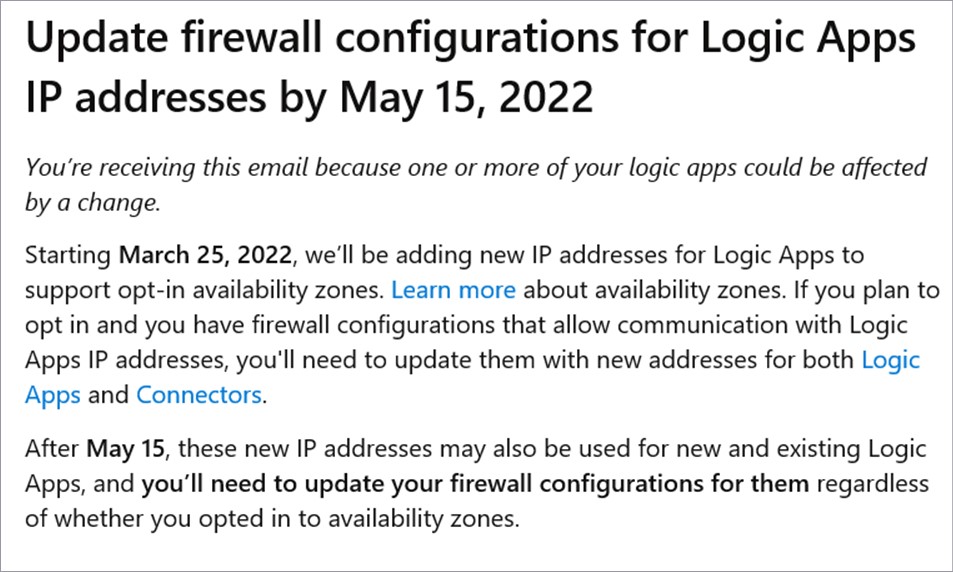 Update firewall configurations for Logic Apps
IP addresses by May 15, 2022
You’re receiving this email because one or more of your logic apps could be affected
by a change.
Starting March 25, 2022, we’ll be adding new IP addresses for Logic Apps to
support opt-in availability zones. Learn more about availability zones. If you plan to
opt in and you have firewall configurations that allow communication with Logic
Apps IP addresses, you'll need to update them with new addresses for both Logic
Apps and Connectors.
After May 15, these new IP addresses may also be used for new and existing Logic
Apps, and you’ll need to update your firewall configurations for them regardless
of whether you opted in to availability zones.